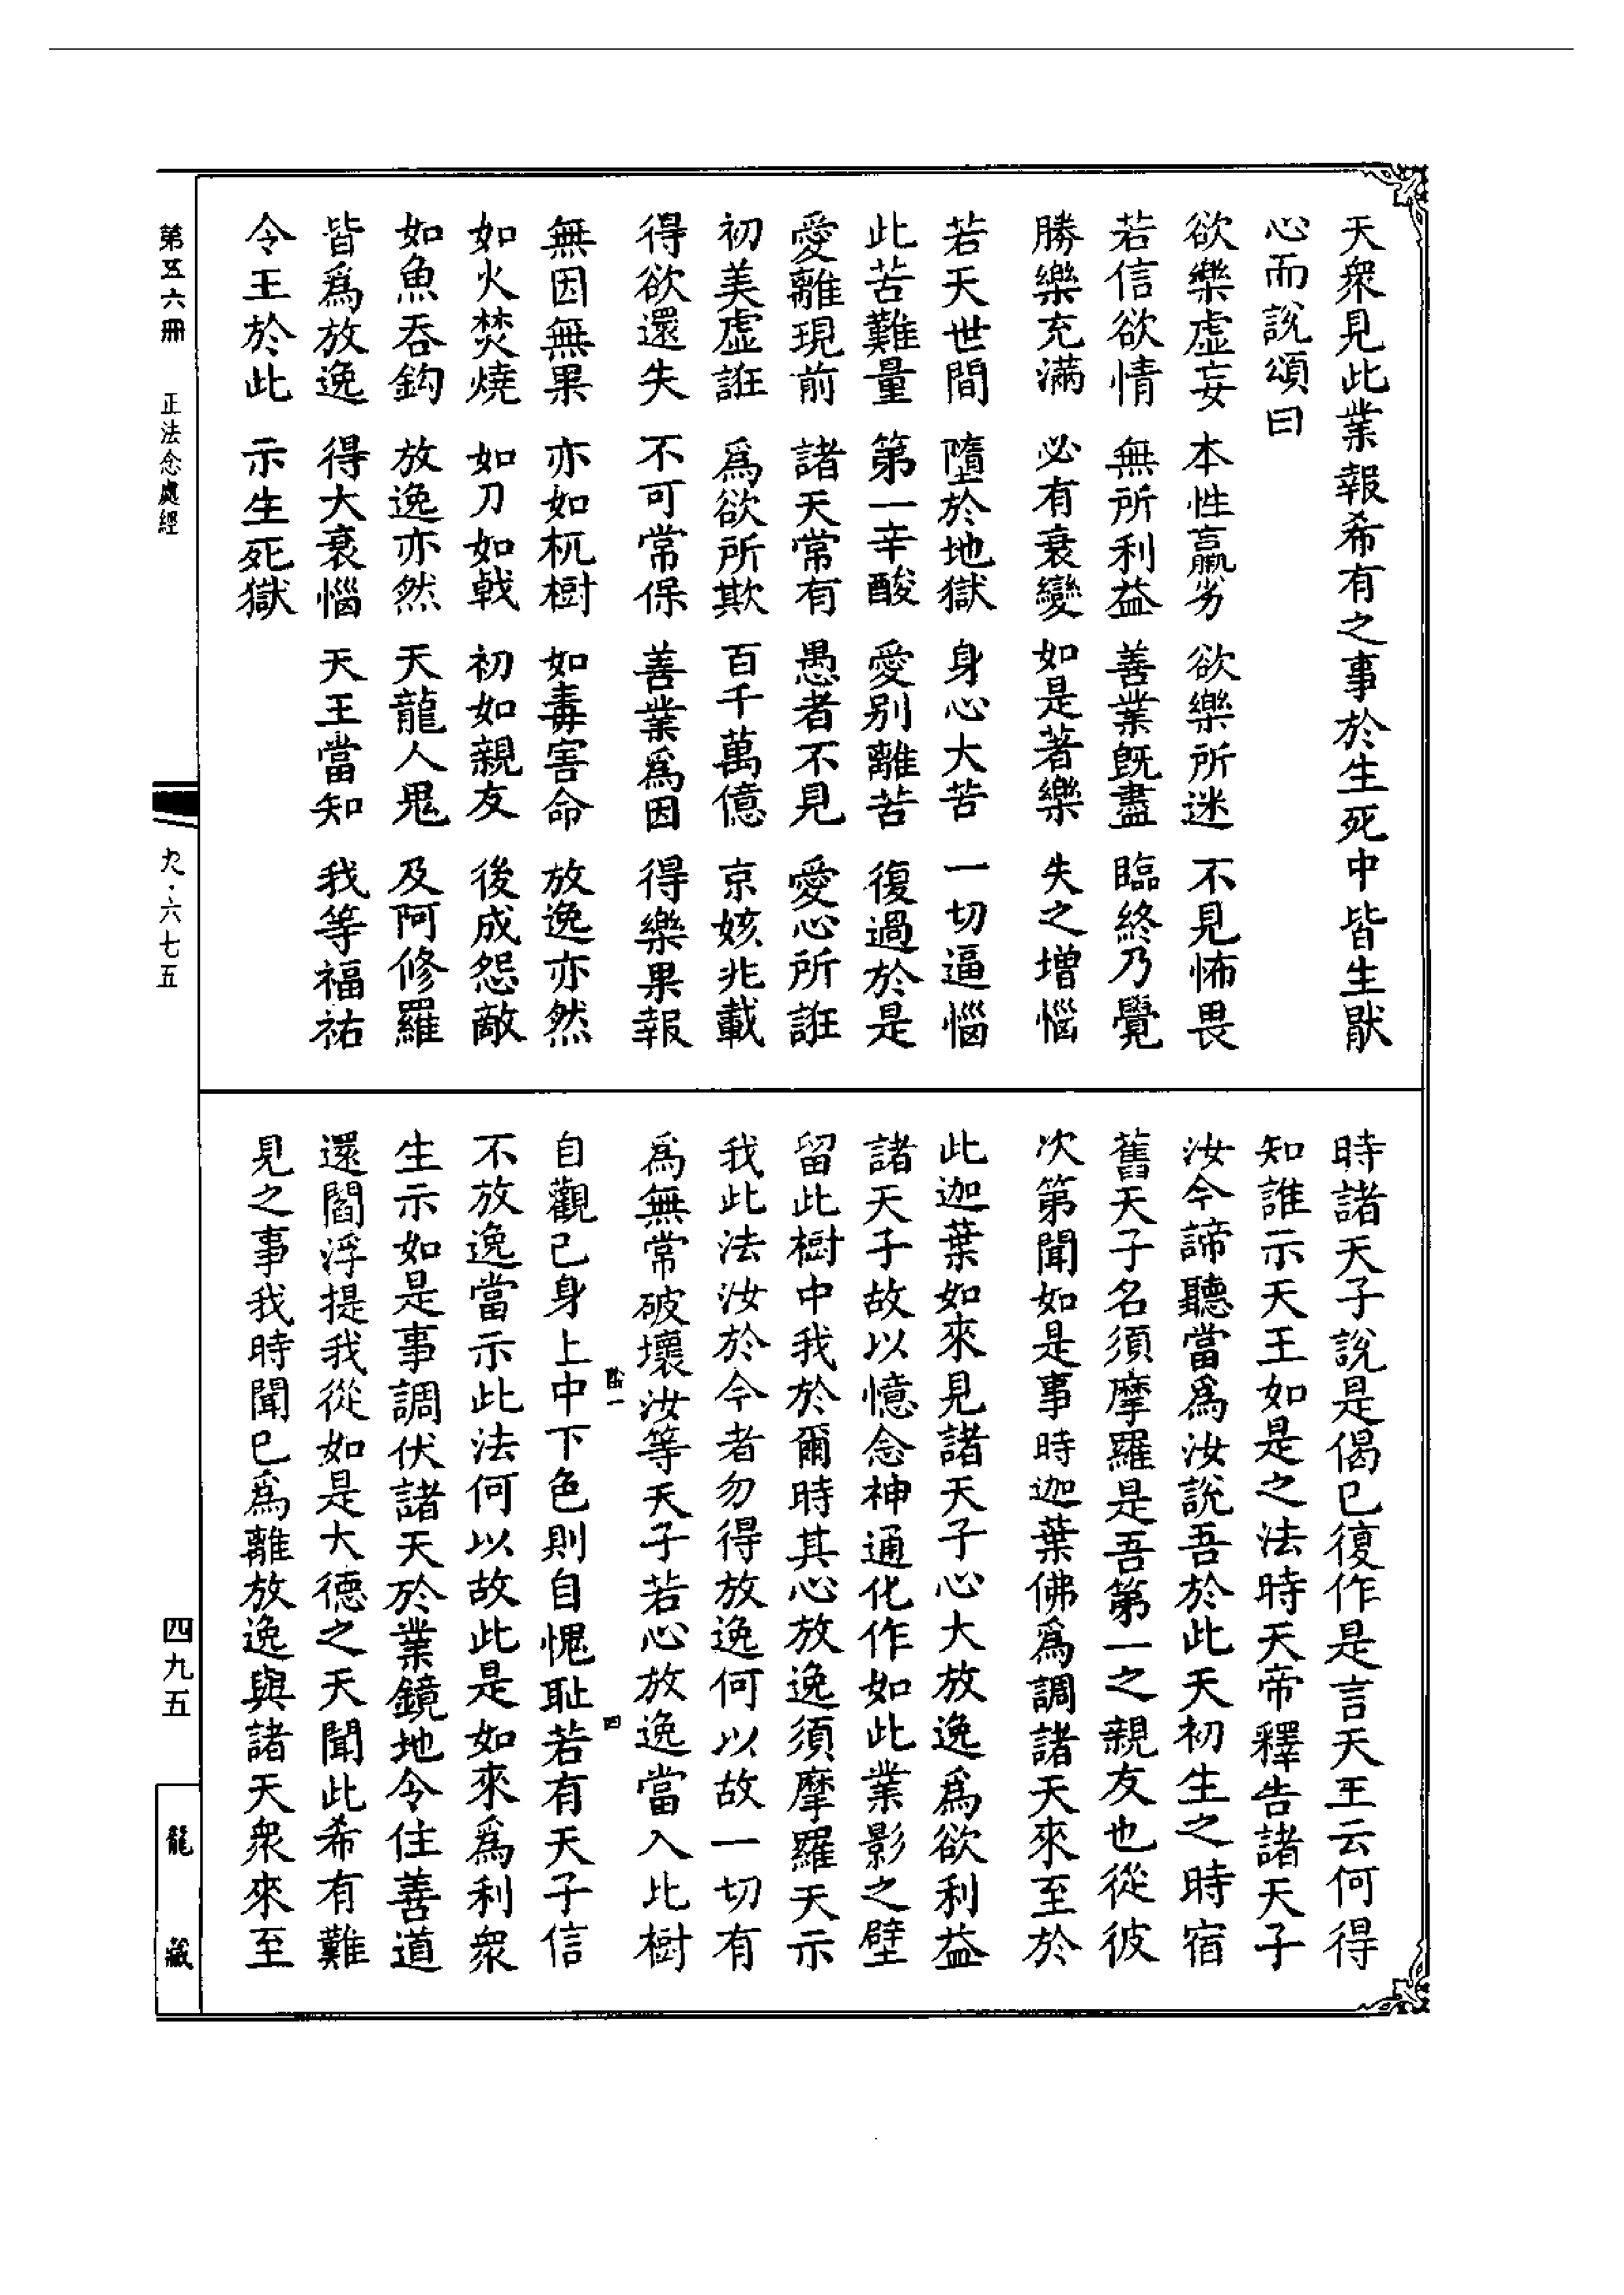 天衆見此業報希有之事於生死中皆生猒
心而說頌曰
欲樂虛妄　本性羸劣　欲樂所迷　不見怖畏
若信欲情　無所利益　善業旣盡　臨終乃覺
勝樂充滿　必有衰變　如是著樂　失之增惱
若天世間　墮於地獄　身心大苦　一切逼惱
此苦難量　第一辛酸　愛別離苦　復過於是
愛離現前　諸天常有　愚者不見　愛心所誑
初美虛誑　爲欲所欺　百千萬億　京姟兆載
得欲還失　不可常保　善業爲因　得樂果報
無因無果　亦如杌樹　如毒害命　放逸亦然
如火焚燒　如刀如戟　初如親友　後成怨敵
如魚吞鈎　放逸亦然　天龍人鬼　及阿修羅
皆爲放逸　得大衰惱　天王當知　我等福祐
令王於此　示生死獄
時諸天子說是偈已復作是言天王云何得
知誰示天王如是之法時天帝釋告諸天子
汝今諦聽當爲汝說吾於此天初生之時宿
舊天子名須摩羅是吾第一之親友也從彼
次第聞如是事時迦葉佛爲調諸天來至於
此迦葉如來見諸天子心大放逸爲欲利益
諸天子故以憶念神通化作如此業影之壁
留此樹中我於爾時其心放逸須摩羅天示
我此法汝於今者勿得放逸何以故一切有
爲無常破壞汝等天子若心放逸當入此樹
自觀已身上中下色則自愧耻若有天子信
不放逸當示此法何以故此是如來爲利衆
生示如是事調伏諸天於業鏡地令住善道
還閻浮提我從如是大德之天聞此希有難
見之事我時聞已爲離放逸與諸天衆來至
第五六冊　正法念處經
九·六七五
四九五
龍藏